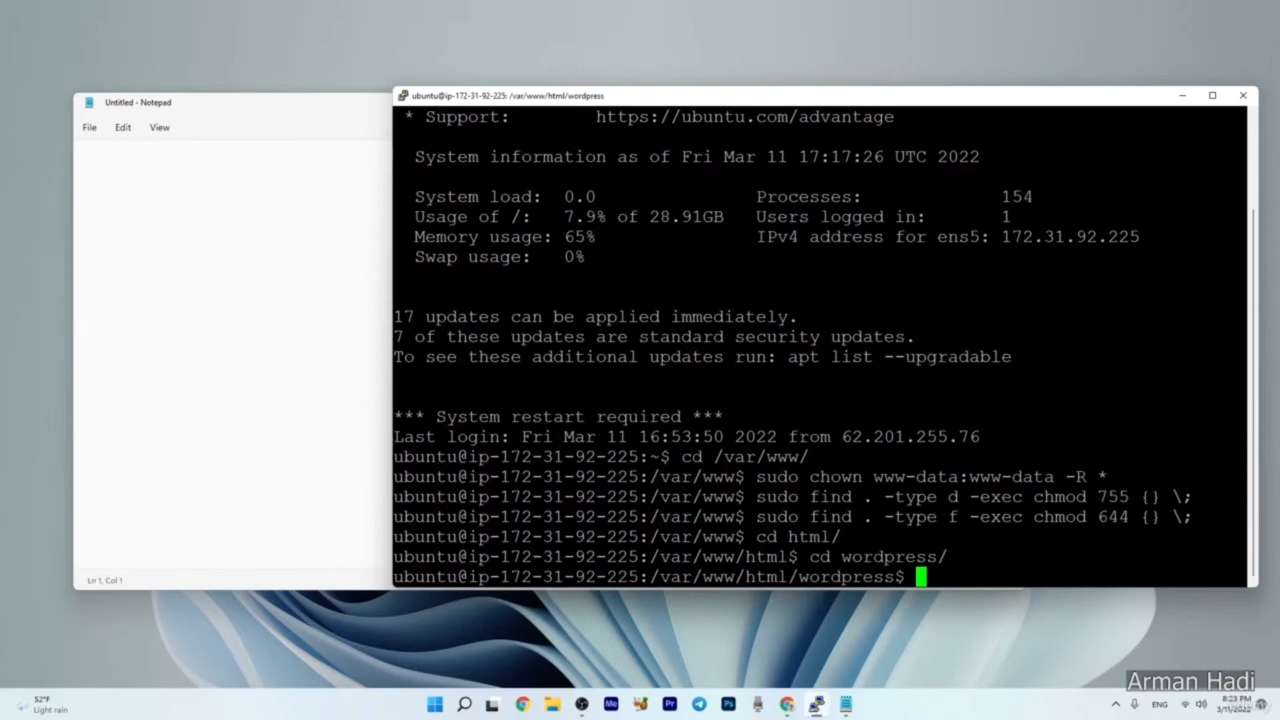 Untitled - Notepad
File Edit View
Ln 1, Col 1
ubuntu@ip-172-31-92-225: /var/www/html/wordpress
* Support: https://ubuntu.com/advantage
System information as of Fri Mar 11 17:17:26 UTC 2022
System load: 0.0 Processes: 154
Usage of /: 7.9% of 28.91GB Users logged in: 1
Memory usage: 65% IPv4 address for ens5: 172.31.92.225
Swap usage: 0%
17 updates can be applied immediately.
7 of these updates are standard security updates.
To see these additional updates run: apt list --upgradable
*** System restart required ***
Last login: Fri Mar 11 16:53:50 2022 from 62.201.255.76
ubuntu@ip-172-31-92-225:~$ cd /var/www/
ubuntu@ip-172-31-92-225:/var/www$ sudo chown www-data:www-data -R *
ubuntu@ip-172-31-92-225:/var/www$ sudo find . -type d -exec chmod 755 {} \;
ubuntu@ip-172-31-92-225:/var/www$ sudo find . -type f -exec chmod 644 {} \;
ubuntu@ip-172-31-92-225:/var/www$ cd html/
ubuntu@ip-172-31-92-225:/var/www/html$ cd wordpress/
ubuntu@ip-172-31-92-225:/var/www/html/wordpress$
Arman Hadi
52°F
Light rain
Me
Pr
Ps
ENG
8:23 PM
3/11/2022